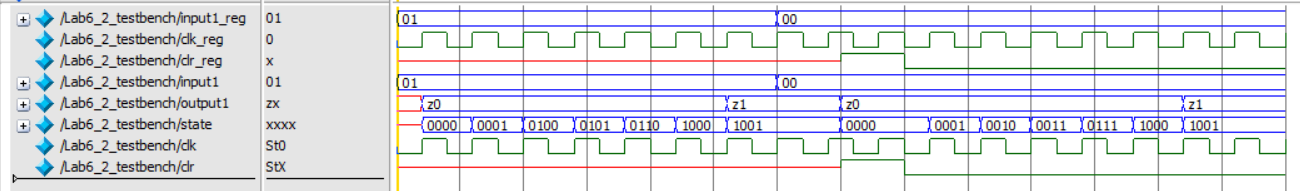 /Lab6_2_testbench/input1_reg 01 01 00
/Lab6_2_testbench/clk_reg 0
/Lab6_2_testbench/clr_reg x
/Lab6_2_testbench/input1 01 01 00
/Lab6_2_testbench/output1 zx z0 z1 z0 z1
/Lab6_2_testbench/state xxxx 0000 0001 0100 0101 0110 1000 1001 0000 0001 0010 0011 0111 1000 1001
/Lab6_2_testbench/clk St0
/Lab6_2_testbench/clr StX